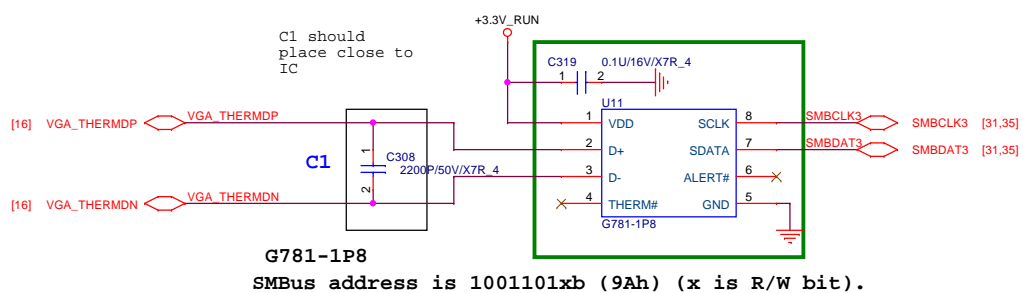 +3.3V_RUN
C1 should
place close to
IC
C319 0.1U/16V/X7R_4
1 2
U11
[16] VGA_THERMDP VGA_THERMDP
1 VDD SCLK 8 SMBCLK3 SMBCLK3 [31,35]
2 D+ SDATA 7 SMBDAT3 SMBDAT3 [31,35]
C1 1 C308
2200P/50V/X7R_4
2
3 D- ALERT# 6
[16] VGA_THERMDN VGA_THERMDN
4 THERM# GND 5
G781-1P8
G781-1P8
SMBus address is 1001101xb (9Ah) (x is R/W bit).